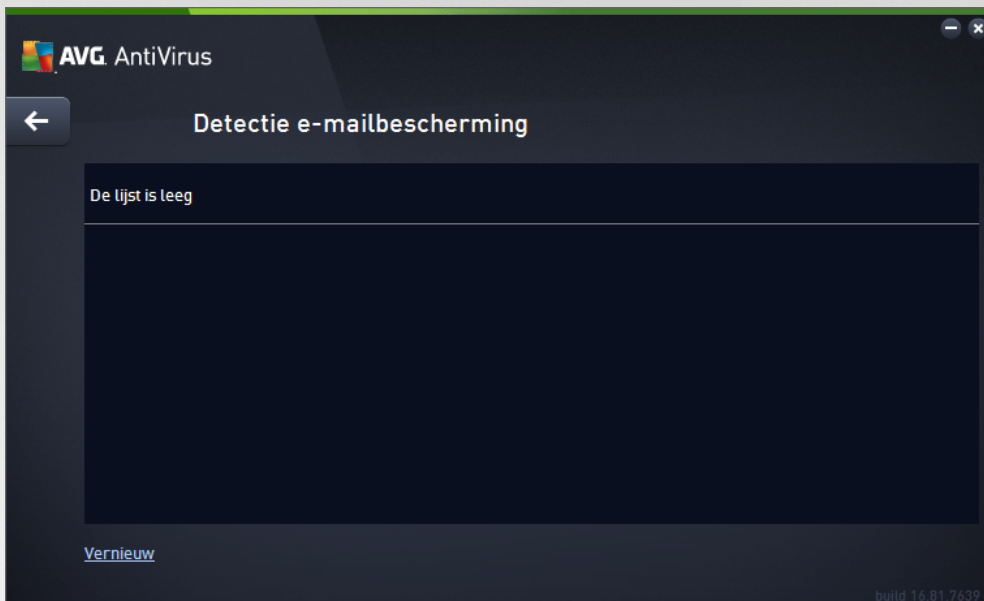 AVG. AntiVirus
Detectie e-mailbescherming
De lijst is leeg
Vernieuw
build 16.81.7639